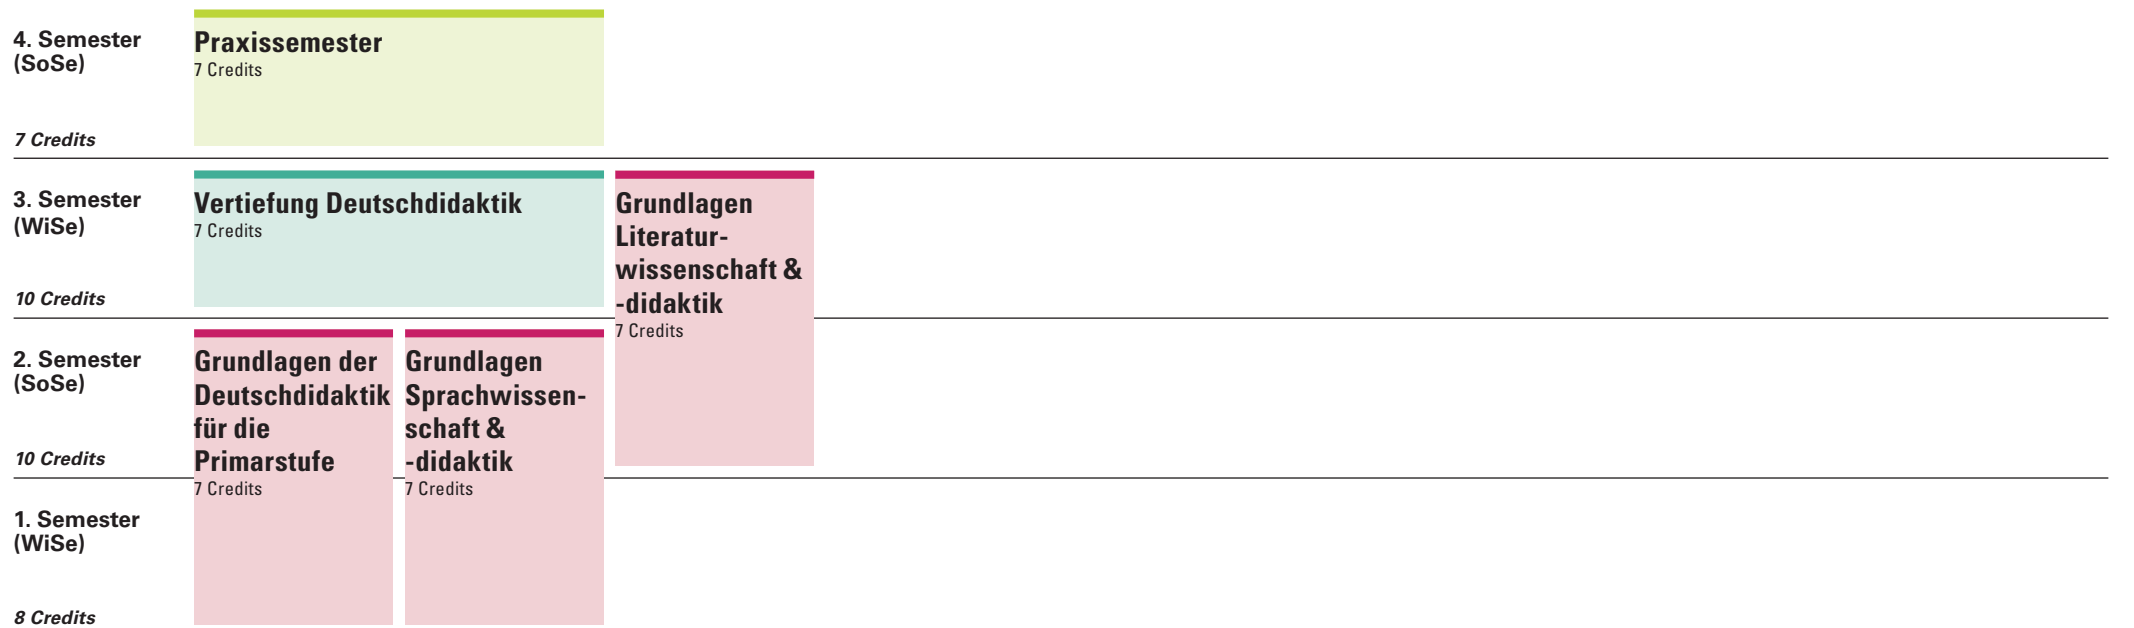 4. Semester
(SoSe)
7 Credits
Praxissemester
7 Credits
3. Semester
(WiSe)
10 Credits
Vertiefung Deutschdidaktik
7 Credits
Grundlagen
Literatur-
wissenschaft &
-didaktik
7 Credits
2. Semester
(SoSe)
10 Credits
Grundlagen der
Deutschdidaktik
für die
Primarstufe
7 Credits
Grundlagen
Sprachwissen-
schaft &
-didaktik
7 Credits
1. Semester
(WiSe)
8 Credits